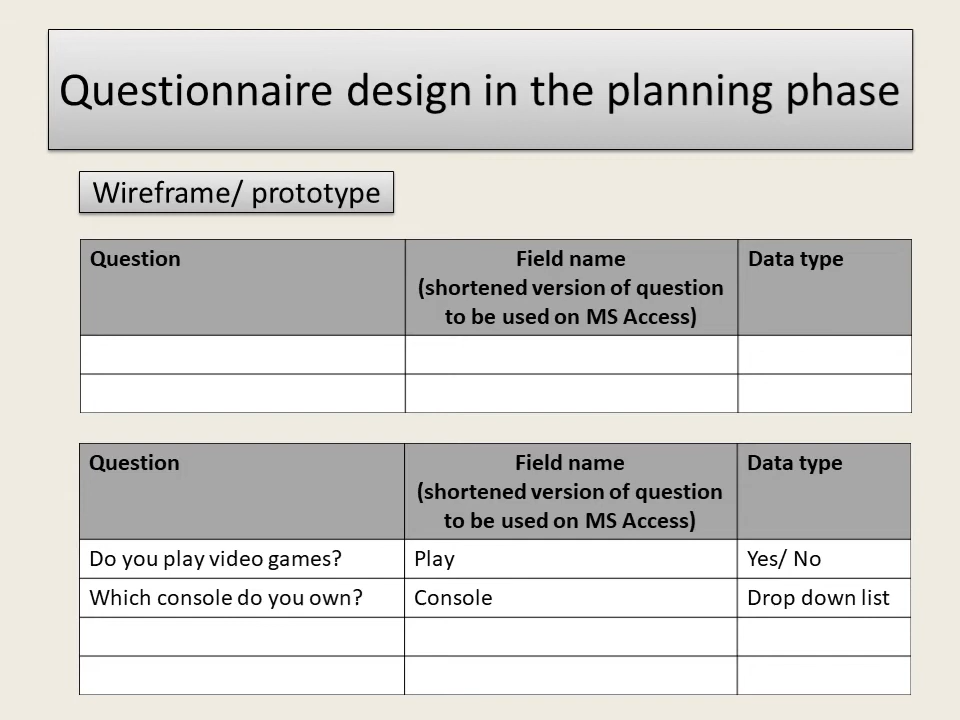 Questionnaire design in the planning phase
Wireframe/ prototype
Question
Field name
(shortened version of question
to be used on MS Access)
Data type
Question
Field name
(shortened version of question
to be used on MS Access)
Data type
Do you play video games?
Play
Yes/ No
Which console do you own?
Console
Drop down list